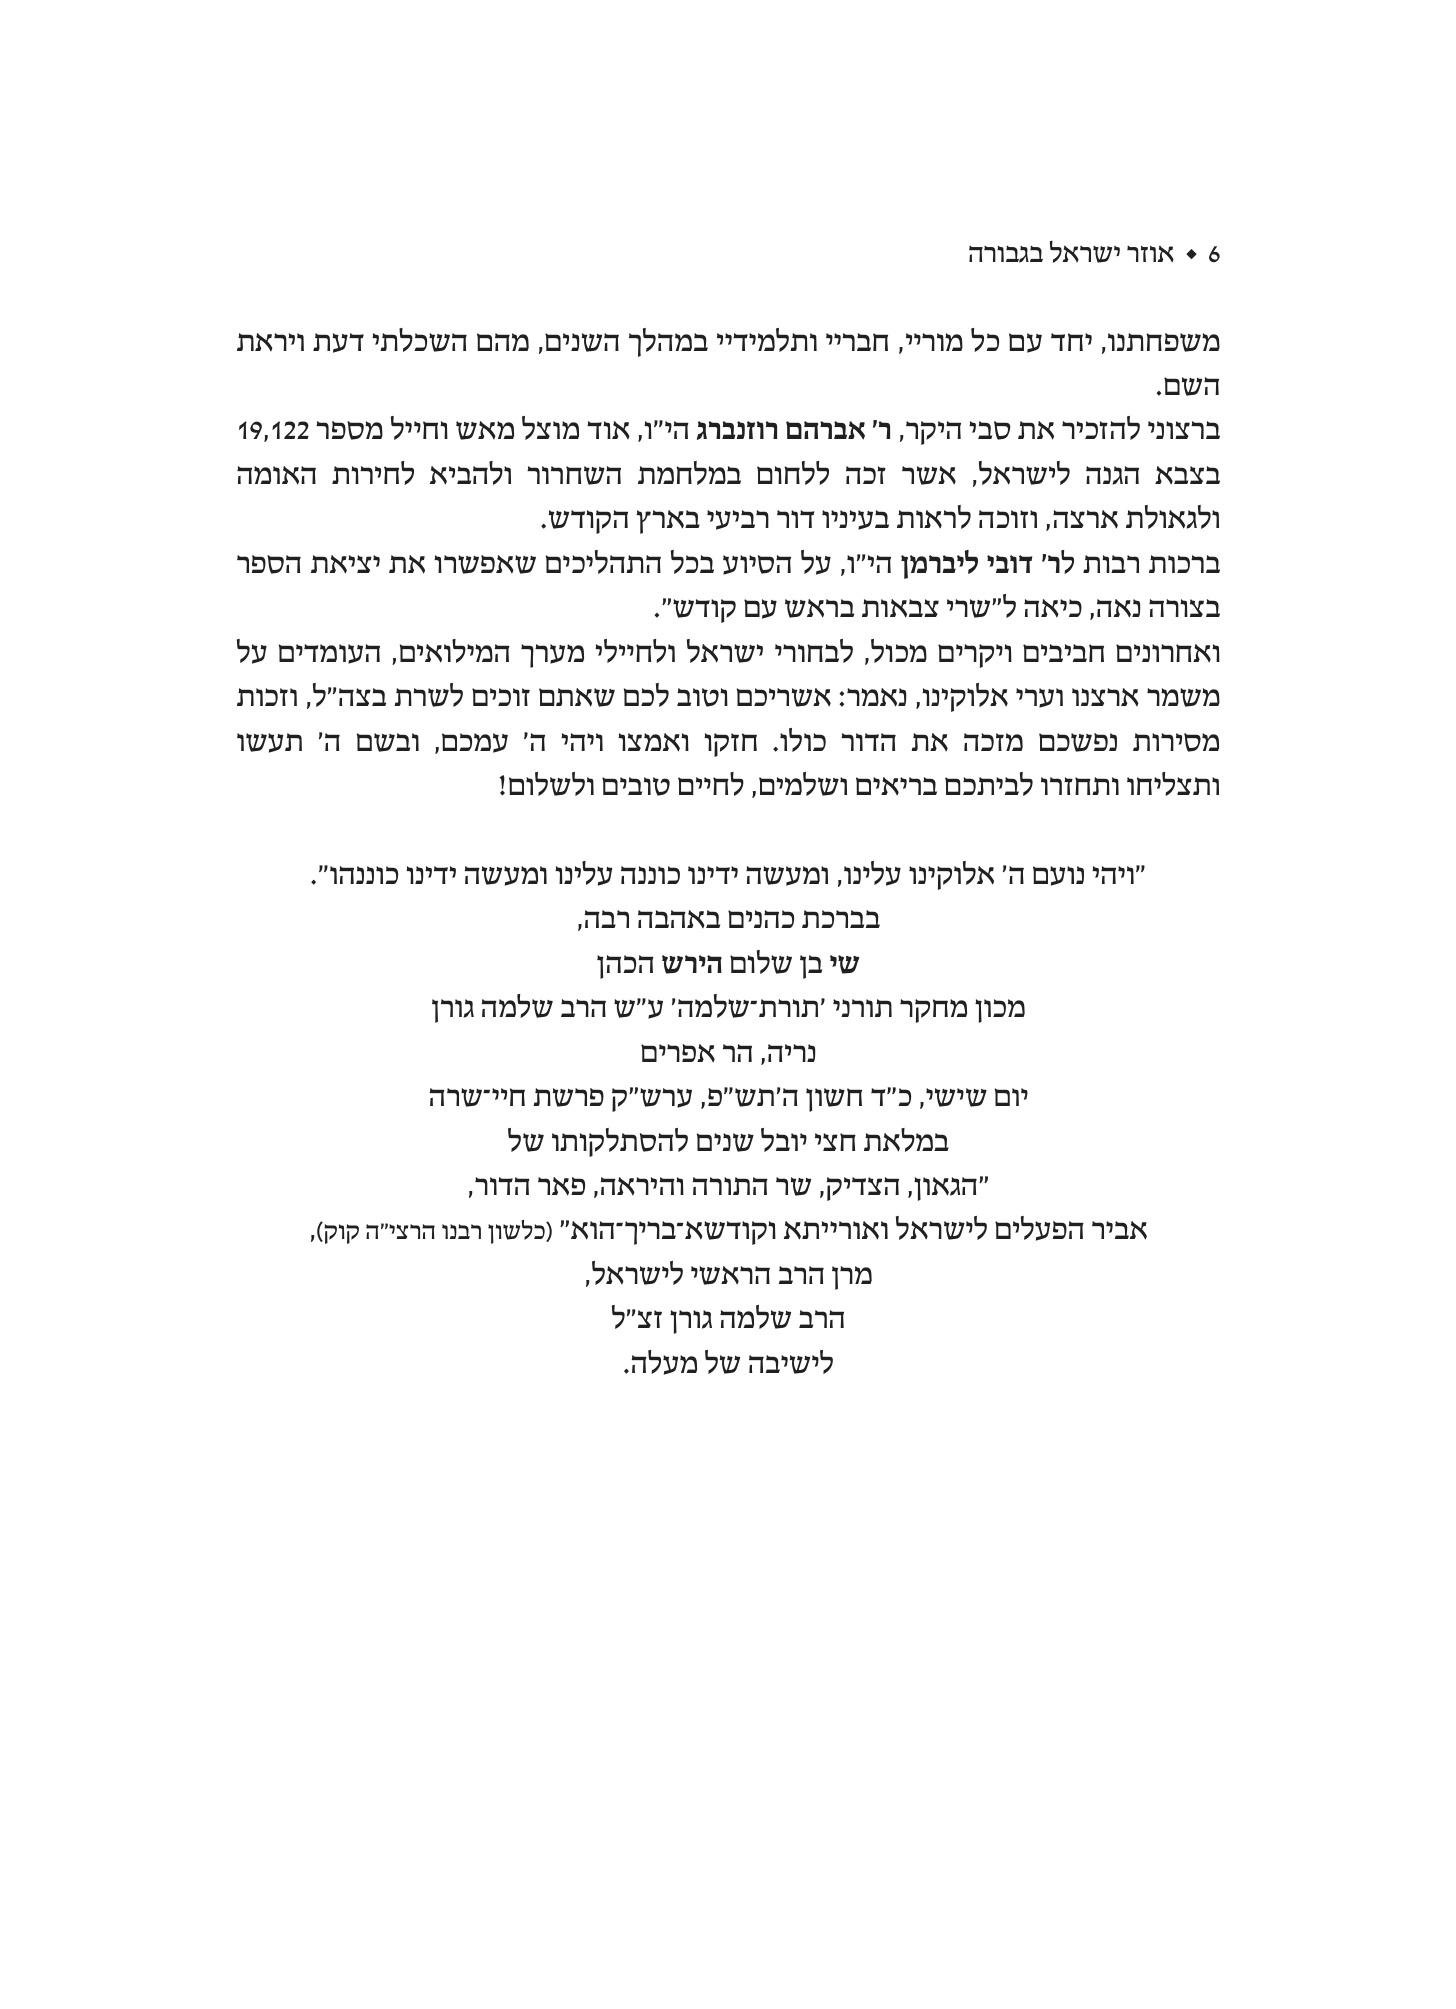 6 ◆ אוזר ישראל בגבורה
משפחתנו, יחד עם כל מוריי, חבריי ותלמידיי במהלך השנים, מהם השכלתי דעת ויראת
השם.
ברצוני להזכיר את סבי היקר, ר׳ אברהם רוזנברג הי״ו, אוד מוצל מאש וחייל מספר 19,122
בצבא הגנה לישראל, אשר זכה ללחום במלחמת השחרור ולהביא לחירות האומה
ולגאולת ארצה, וזוכה לראות בעיניו דור רביעי בארץ הקודש.
ברכות רבות לר׳ דובי ליברמן הי״ו, על הסיוע בכל התהליכים שאפשרו את יציאת הספר
בצורה נאה, כיאה ל״שרי צבאות בראש עם קודש״.
ואחרונים חביבים ויקרים מכול, לבחורי ישראל ולחיילי מערך המילואים, העומדים על
משמר ארצנו וערי אלוקינו, נאמר: אשריכם וטוב לכם שאתם זוכים לשרת בצה״ל, וזכות
מסירות נפשכם מזכה את הדור כולו. חזקו ואמצו ויהי ה׳ עמכם, ובשם ה׳ תעשו
ותצליחו ותחזרו לביתכם בריאים ושלמים, לחיים טובים ולשלום!
״ויהי נועם ה׳ אלוקינו עלינו, ומעשה ידינו כוננה עלינו ומעשה ידינו כוננהו״.
בברכת כהנים באהבה רבה,
שי בן שלום הירש הכהן
מכון מחקר תורני ׳תורת־שלמה׳ ע״ש הרב שלמה גורן
נריה, הר אפרים
יום שישי, כ״ד חשון ה׳תש״פ, ערש״ק פרשת חיי־שרה
במלאת חצי יובל שנים להסתלקותו של
״הגאון, הצדיק, שר התורה והיראה, פאר הדור,
אביר הפעלים לישראל ואורייתא וקודשא־בריך־הוא״ (כלשון רבנו הרצי״ה קוק),
מרן הרב הראשי לישראל,
הרב שלמה גורן זצ״ל
לישיבה של מעלה.